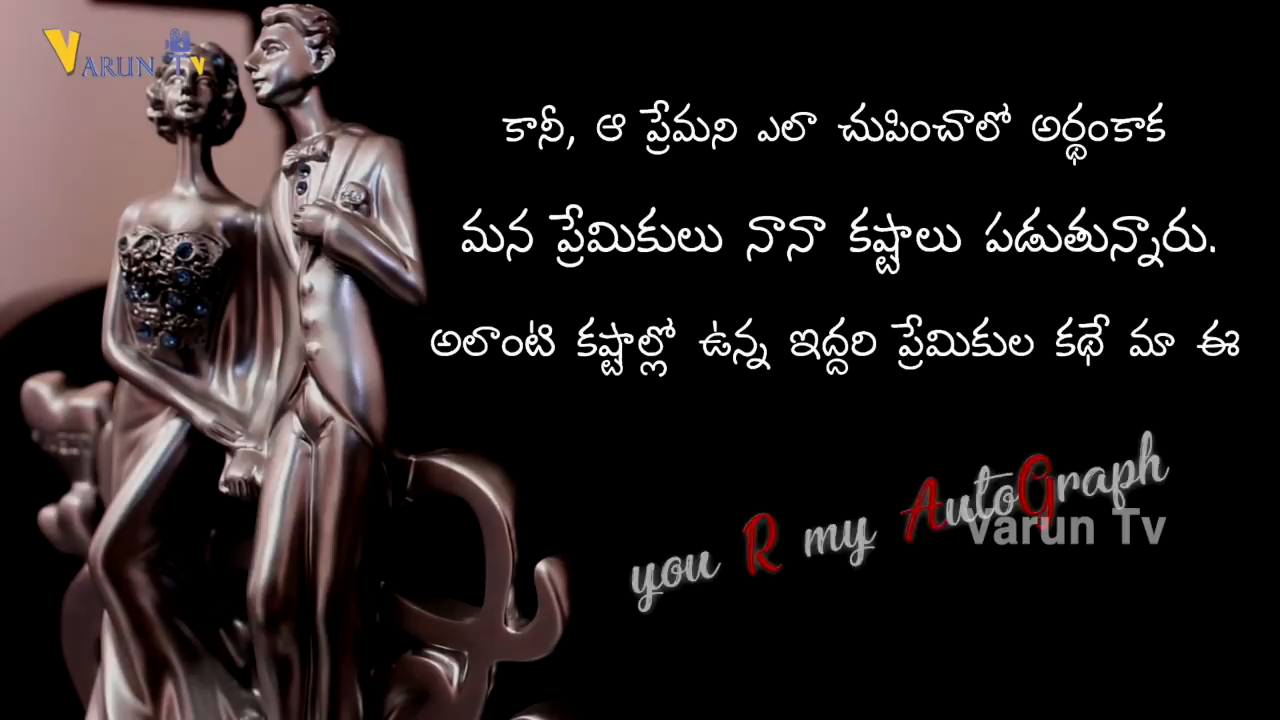 VARUN TV
కానీ, ఆ ప్రేమని ఎలా చుపించాలో అర్థంకాక
మన ప్రేమికులు నానా కష్టాలు పడుతున్నారు.
అలాంటి కష్టాల్లో ఉన్న ఇద్దరి ప్రేమికుల కథే మా ఈ
you R my AutoGraph
Varun Tv